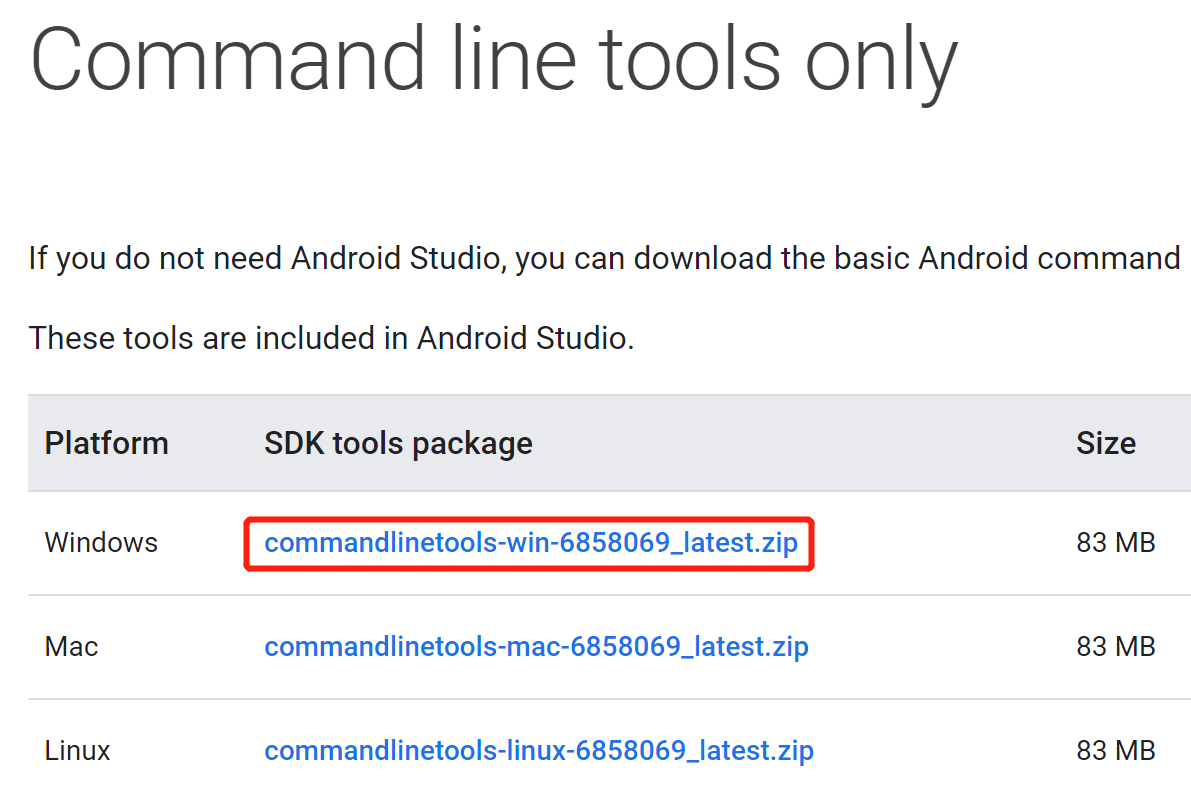 Command line tools only
If you do not need Android Studio, you can download the basic Android command
These tools are included in Android Studio.
Platform SDK tools package Size
Windows commandlinetools-win-6858069_latest.zip 83 MB
Mac commandlinetools-mac-6858069_latest.zip 83 MB
Linux commandlinetools-linux-6858069_latest.zip 83 MB